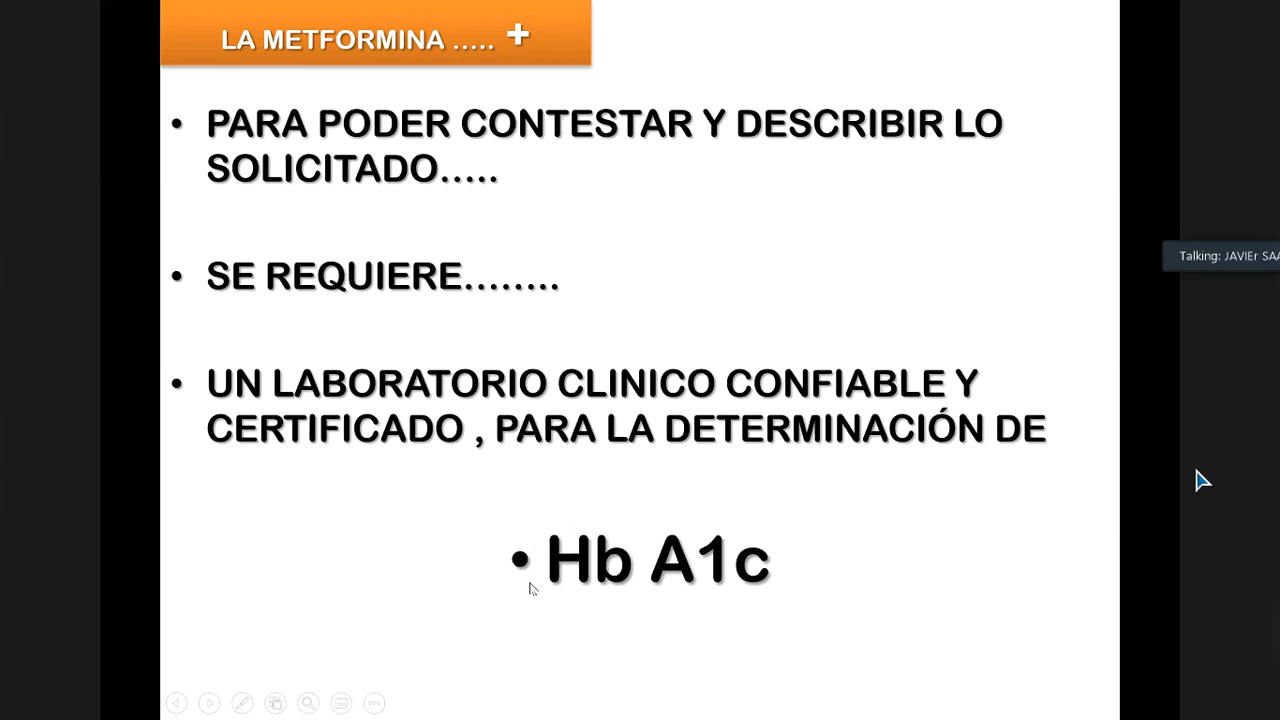 LA METFORMINA ..... +
• PARA PODER CONTESTAR Y DESCRIBIR LO
SOLICITADO.....
• SE REQUIERE........
• UN LABORATORIO CLINICO CONFIABLE Y
CERTIFICADO , PARA LA DETERMINACIÓN DE
• Hb A1c
Talking: JAVIEr SAA